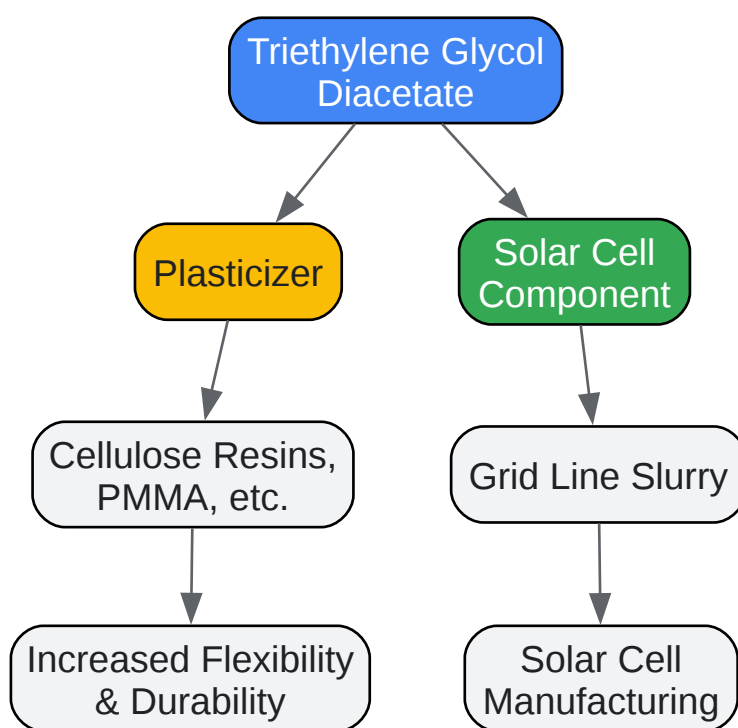 Triethylene Glycol
Diacetate
Plasticizer
Solar Cell
Component
Cellulose Resins,
PMMA, etc.
Grid Line Slurry
Increased Flexibility
& Durability
Solar Cell
Manufacturing